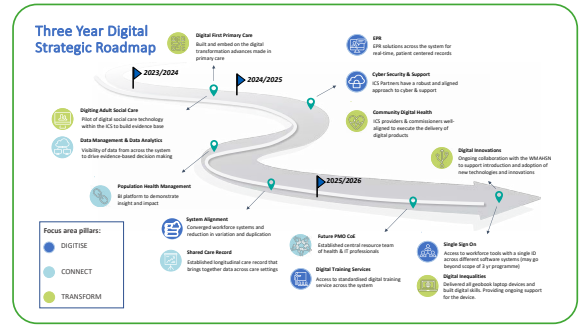 Three Year Digital
Strategic Roadmap
Digital First Primary Care
Built and embed on the digital
transformation advances made in
primary care
EPR
EPR solutions across the system for
real-time, patient centered records
2023/2024
2024/2025
Cyber Security & Support
ICS Partners have a robust and aligned
approach to cyber & support
Digiting Adult Social Care
Pilot of digital social care technology
within the ICS to build evidence base
Community Digital Health
ICS providers & commissioners well-
aligned to execute the delivery of
digital products
Data Management & Data Analytics
Visibility of data from across the system
to drive evidence-based decision making
Digital Innovations
Ongoing collaboration with the WMAHSN
to support introduction and adoption of
new technologies and innovations
Population Health Management
BI platform to demonstrate
insight and impact
2025/2026
System Alignment
Converged workforce systems and
reduction in variation and duplication
Shared Care Record
Established longitudinal care record that
brings together data across care settings
Future PMO CoE
Established central resource team
of health & IT professionals
Digital Training Services
Access to standardised digital training
service across the system
Single Sign On
Access to workforce tools with a single ID
across different software systems (may go
beyond scope of 3 yr programme)
Digital Inequalities
Delivered all geobook laptop devices and
built digital skills. Providing ongoing support
for the device.
Focus area pillars:
DIGITISE
CONNECT
TRANSFORM